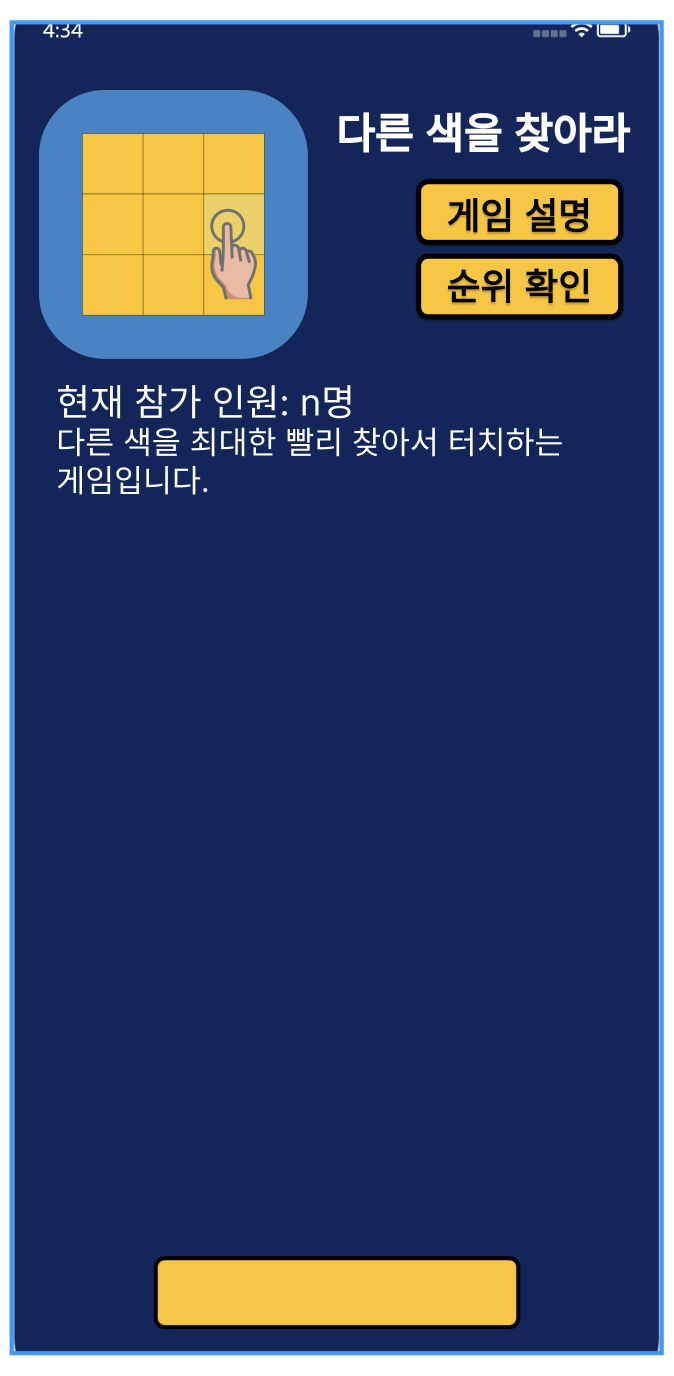 4:34
다른 색을 찾아라
게임 설명
순위 확인
현재 참가 인원: n명
다른 색을 최대한 빨리 찾아서 터치하는
게임입니다.